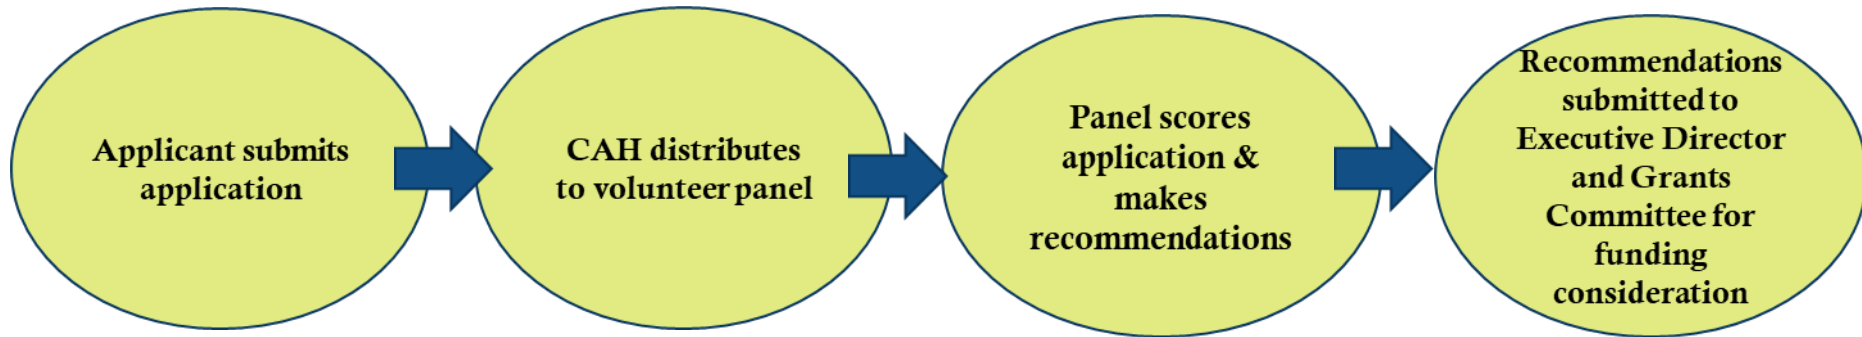 Applicant submits
application
CAH distributes
to volunteer panel
Panel scores
application &
makes
recommendations
Recommendations
submitted to
Executive Director
and Grants
Committee for
funding
consideration